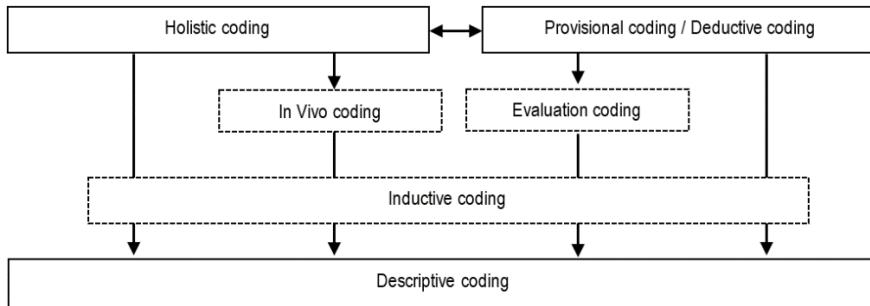 Holistic coding
Provisional coding / Deductive coding
In Vivo coding
Evaluation coding
Inductive coding
Descriptive coding